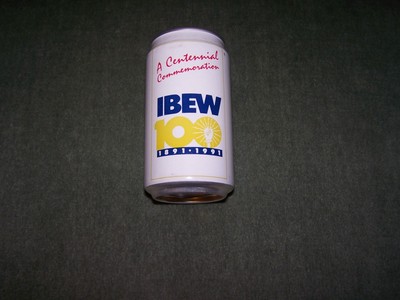 A Centennial
Commemoration
IBEW
100
1891·1991